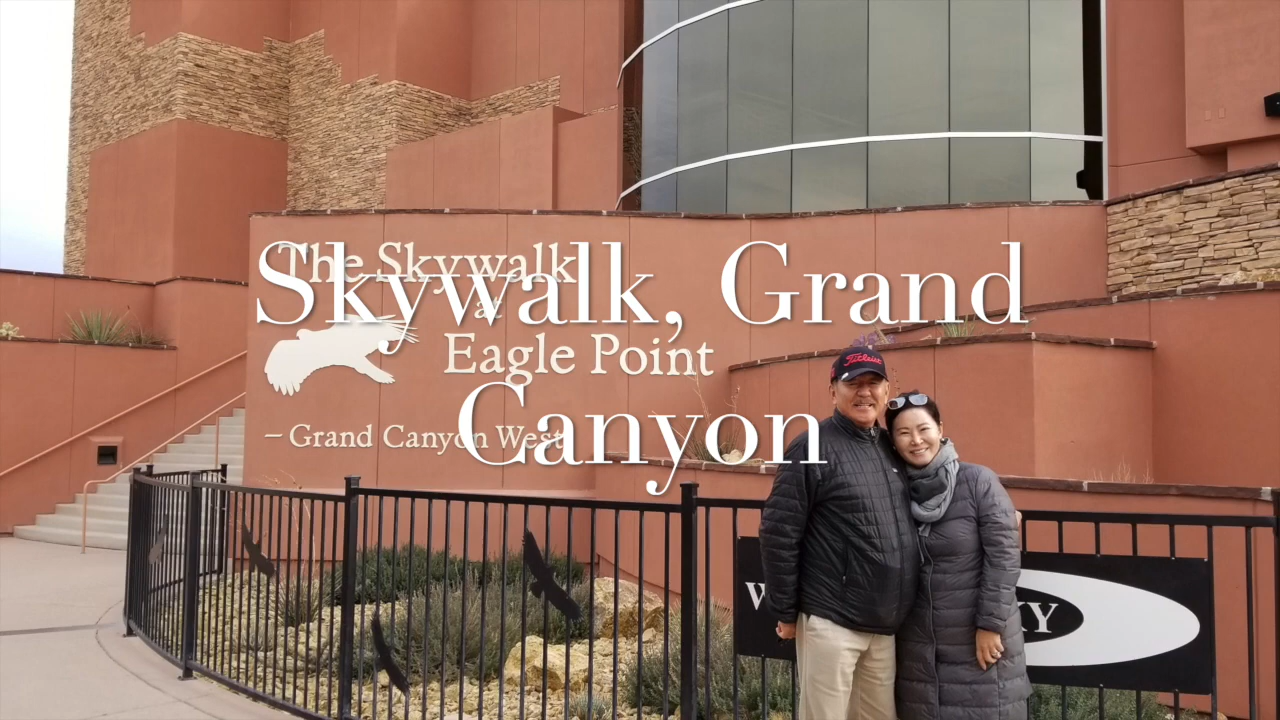 The Skywalk
at
Eagle Point
– Grand Canyon West
Skywalk, Grand
Canyon
Titleist